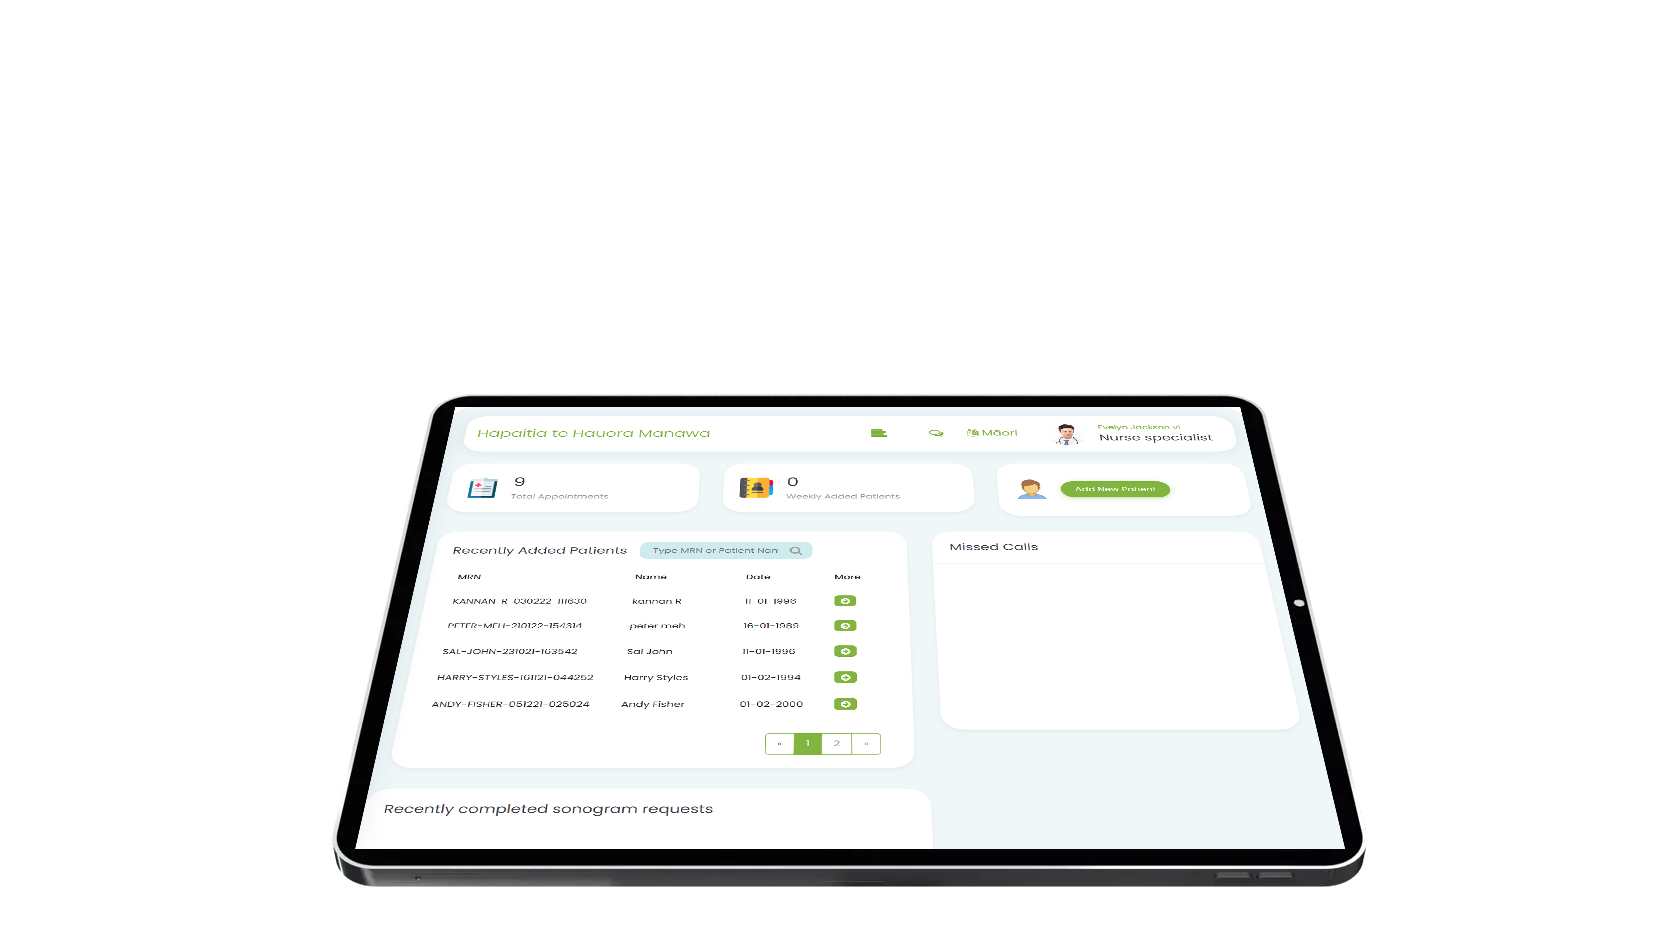 Hapaitia te Hauora Manawa
Māori
Evelyn Jackson vi
Nurse specialist
9
Total Appointments
0
Weekly Added Patients
Add New Patient
Recently Added Patients
Type MRN or Patient Nam
MRN Name Date More
KANNAN-R-030222-111630 kannan R 11-01-1996
PETER-MEH-210122-154314 peter meh 16-01-1989
SAL-JOHN-231021-163542 Sal John 11-01-1996
HARRY-STYLES-161121-044252 Harry Styles 01-02-1994
ANDY-FISHER-051221-025024 Andy Fisher 01-02-2000
« 1 2 »
Missed Calls
Recently completed sonogram requests